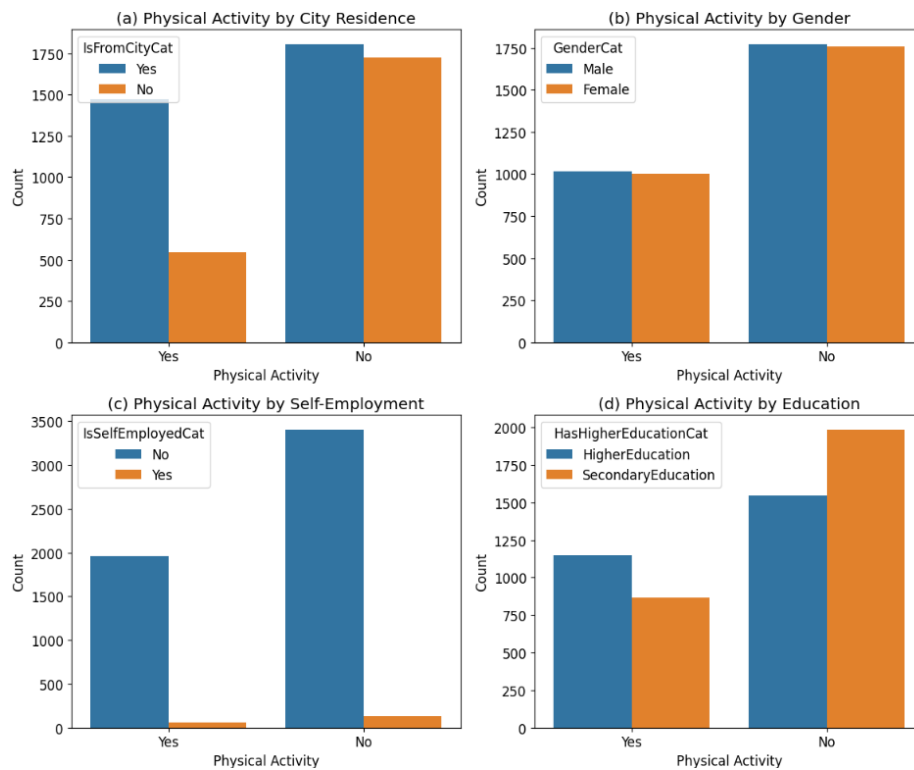 (a) Physical Activity by City Residence
IsFromCityCat
Yes
No
1750
1500
1250
1000
750
500
250
0
Count
Yes
No
Physical Activity
(b) Physical Activity by Gender
GenderCat
Male
Female
1750
1500
1250
1000
750
500
250
0
Count
Yes
No
Physical Activity
(c) Physical Activity by Self-Employment
IsSelfEmployedCat
No
Yes
3500
3000
2500
2000
1500
1000
500
0
Count
Yes
No
Physical Activity
(d) Physical Activity by Education
HasHigherEducationCat
HigherEducation
SecondaryEducation
2000
1750
1500
1250
1000
750
500
250
0
Count
Yes
No
Physical Activity